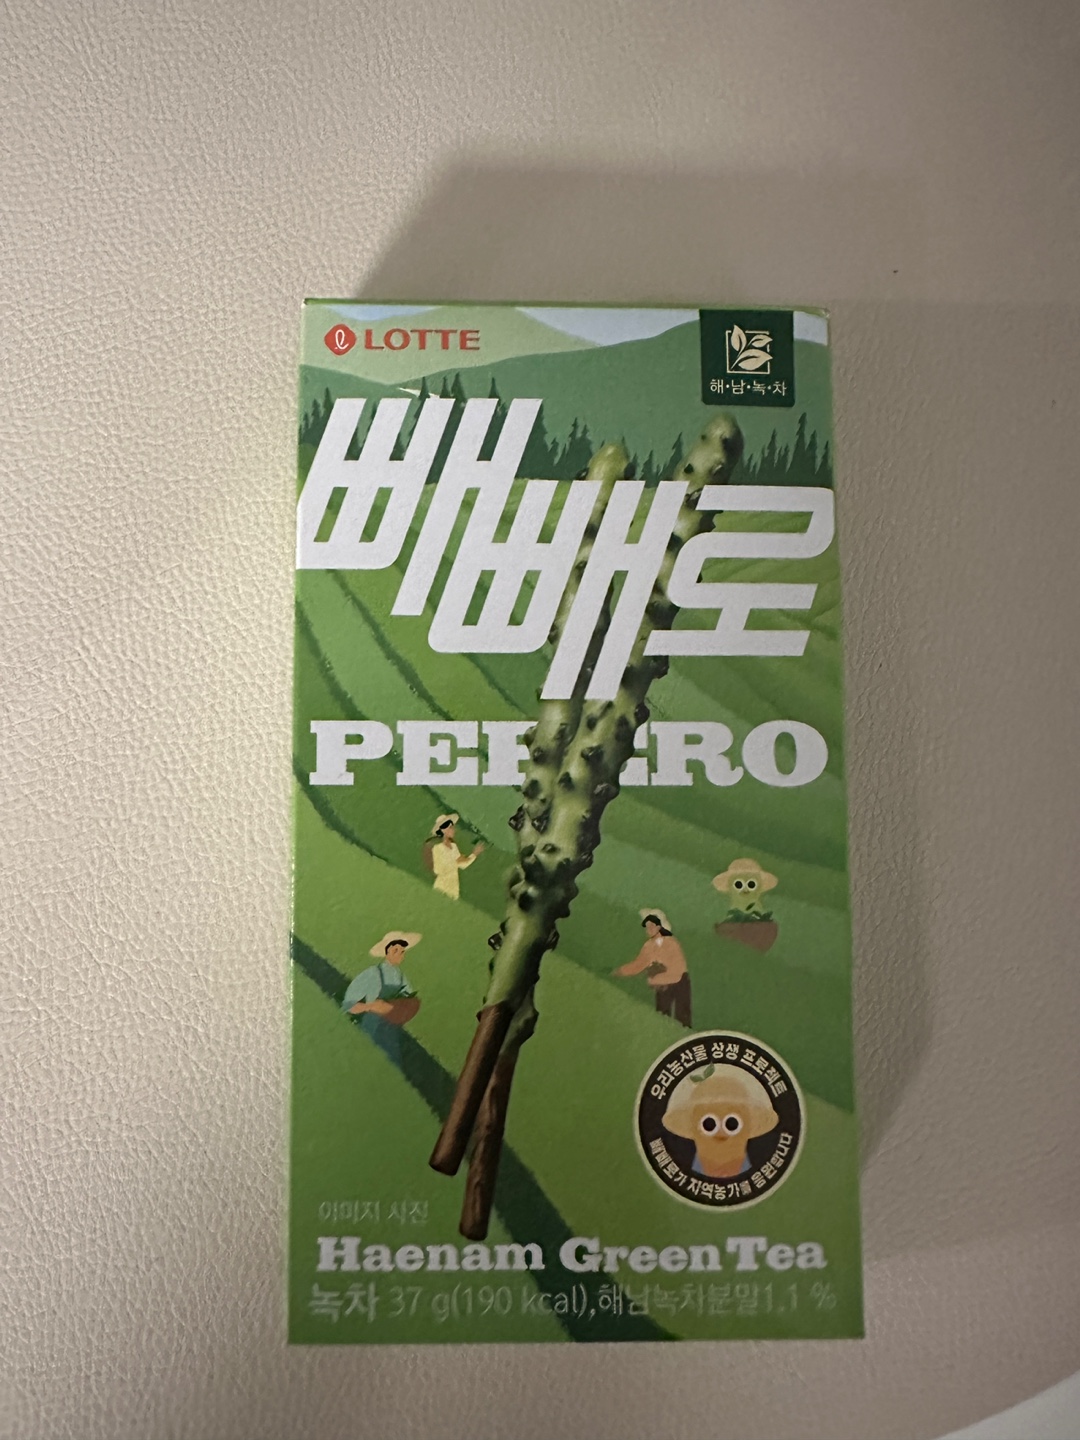 LOTTE
해·남·녹·차
빼빼로
PEPERO
우리농산물 상생 프로젝트
빼빼로가 지역농가를 응원합니다
이미지 사진
Haenam Green Tea
녹차 37 g(190 kcal),해남녹차분말1.1 %